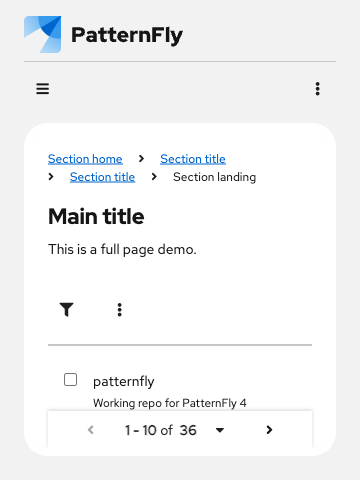 PatternFly
Section home > Section title
> Section title > Section landing
Main title
This is a full page demo.
patternfly
Working repo for PatternFly 4
1 - 10 of 36